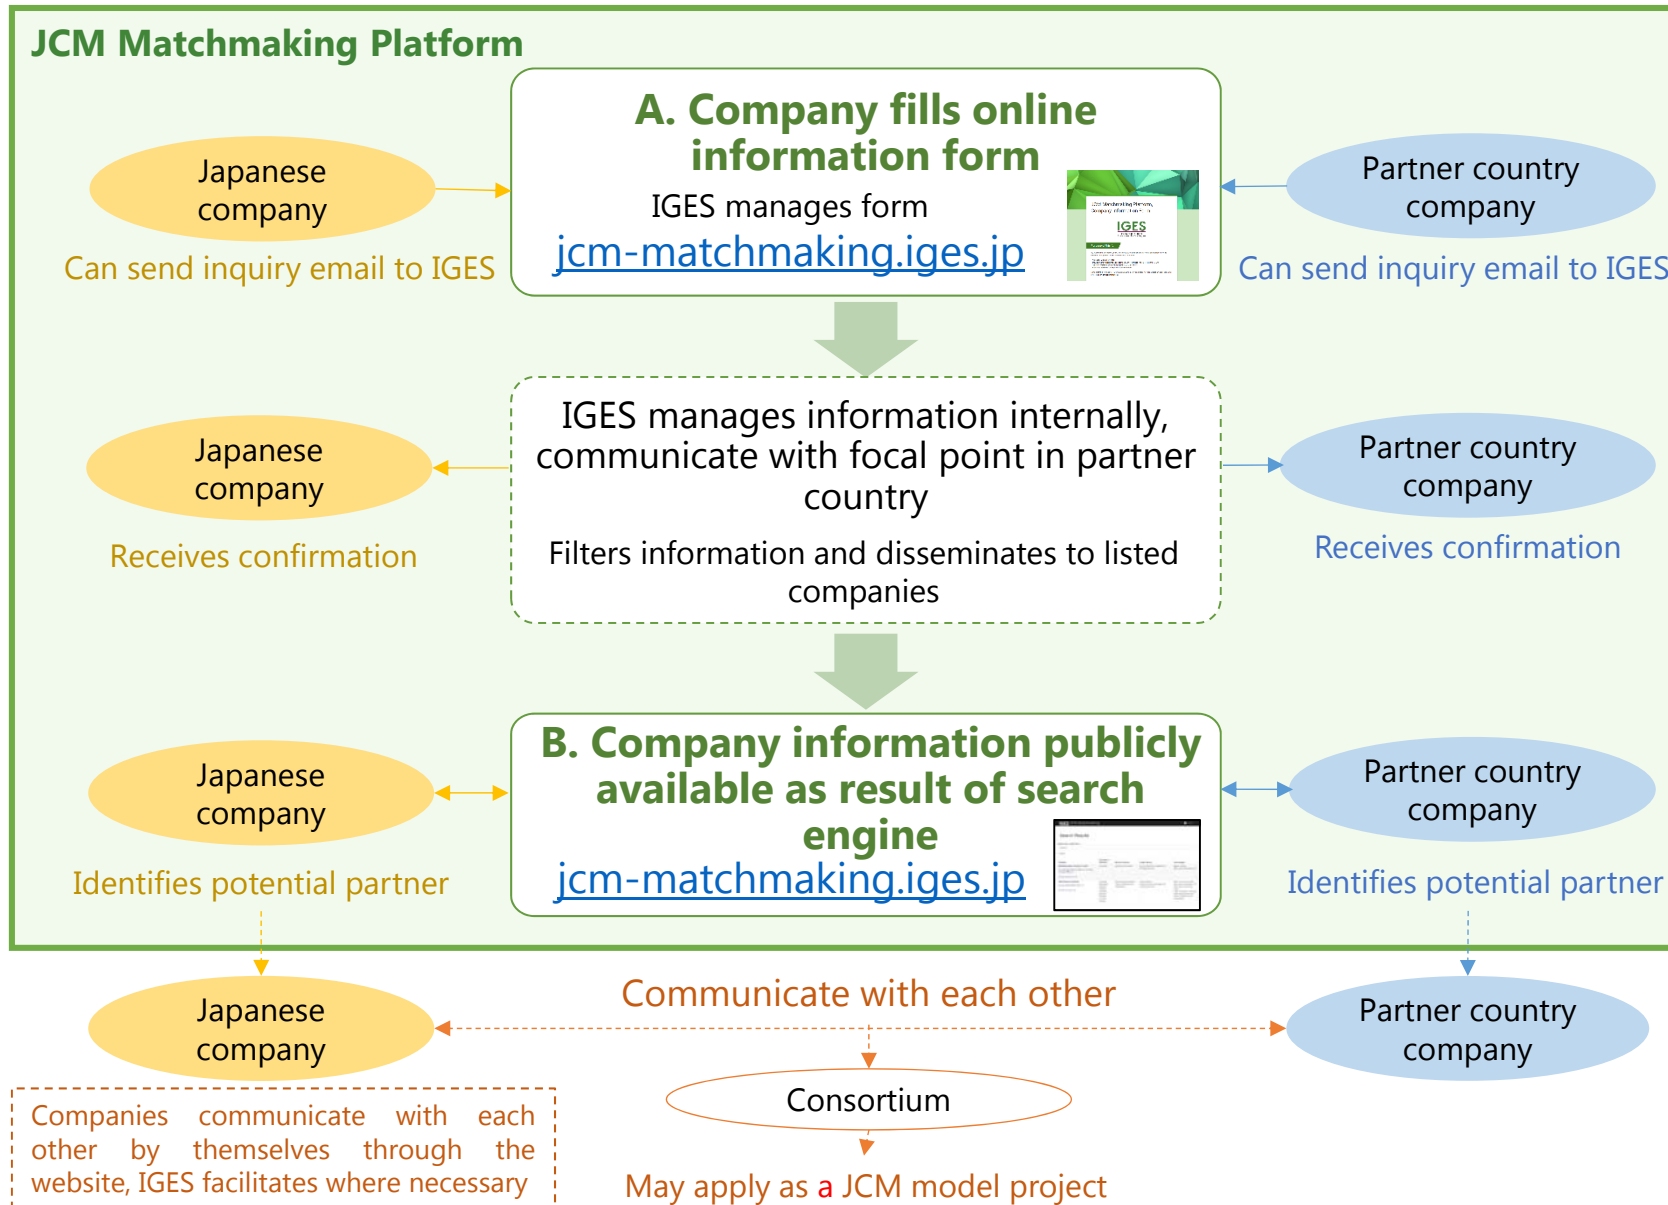 JCM Matchmaking Platform
A. Company fills online
information form
IGES manages form
jcm-matchmaking.iges.jp
IGES
Japanese
company
Can send inquiry email to IGES
Partner country
company
Can send inquiry email to IGES
IGES manages information internally,
communicate with focal point in partner
country
Filters information and disseminates to listed
companies
Japanese
company
Receives confirmation
Partner country
company
Receives confirmation
B. Company information publicly
available as result of search
engine
jcm-matchmaking.iges.jp
Japanese
company
Identifies potential partner
Partner country
company
Identifies potential partner
Japanese
company
Communicate with each other
Partner country
company
Consortium
May apply as a JCM model project
Companies communicate with each
other by themselves through the
website, IGES facilitates where necessary